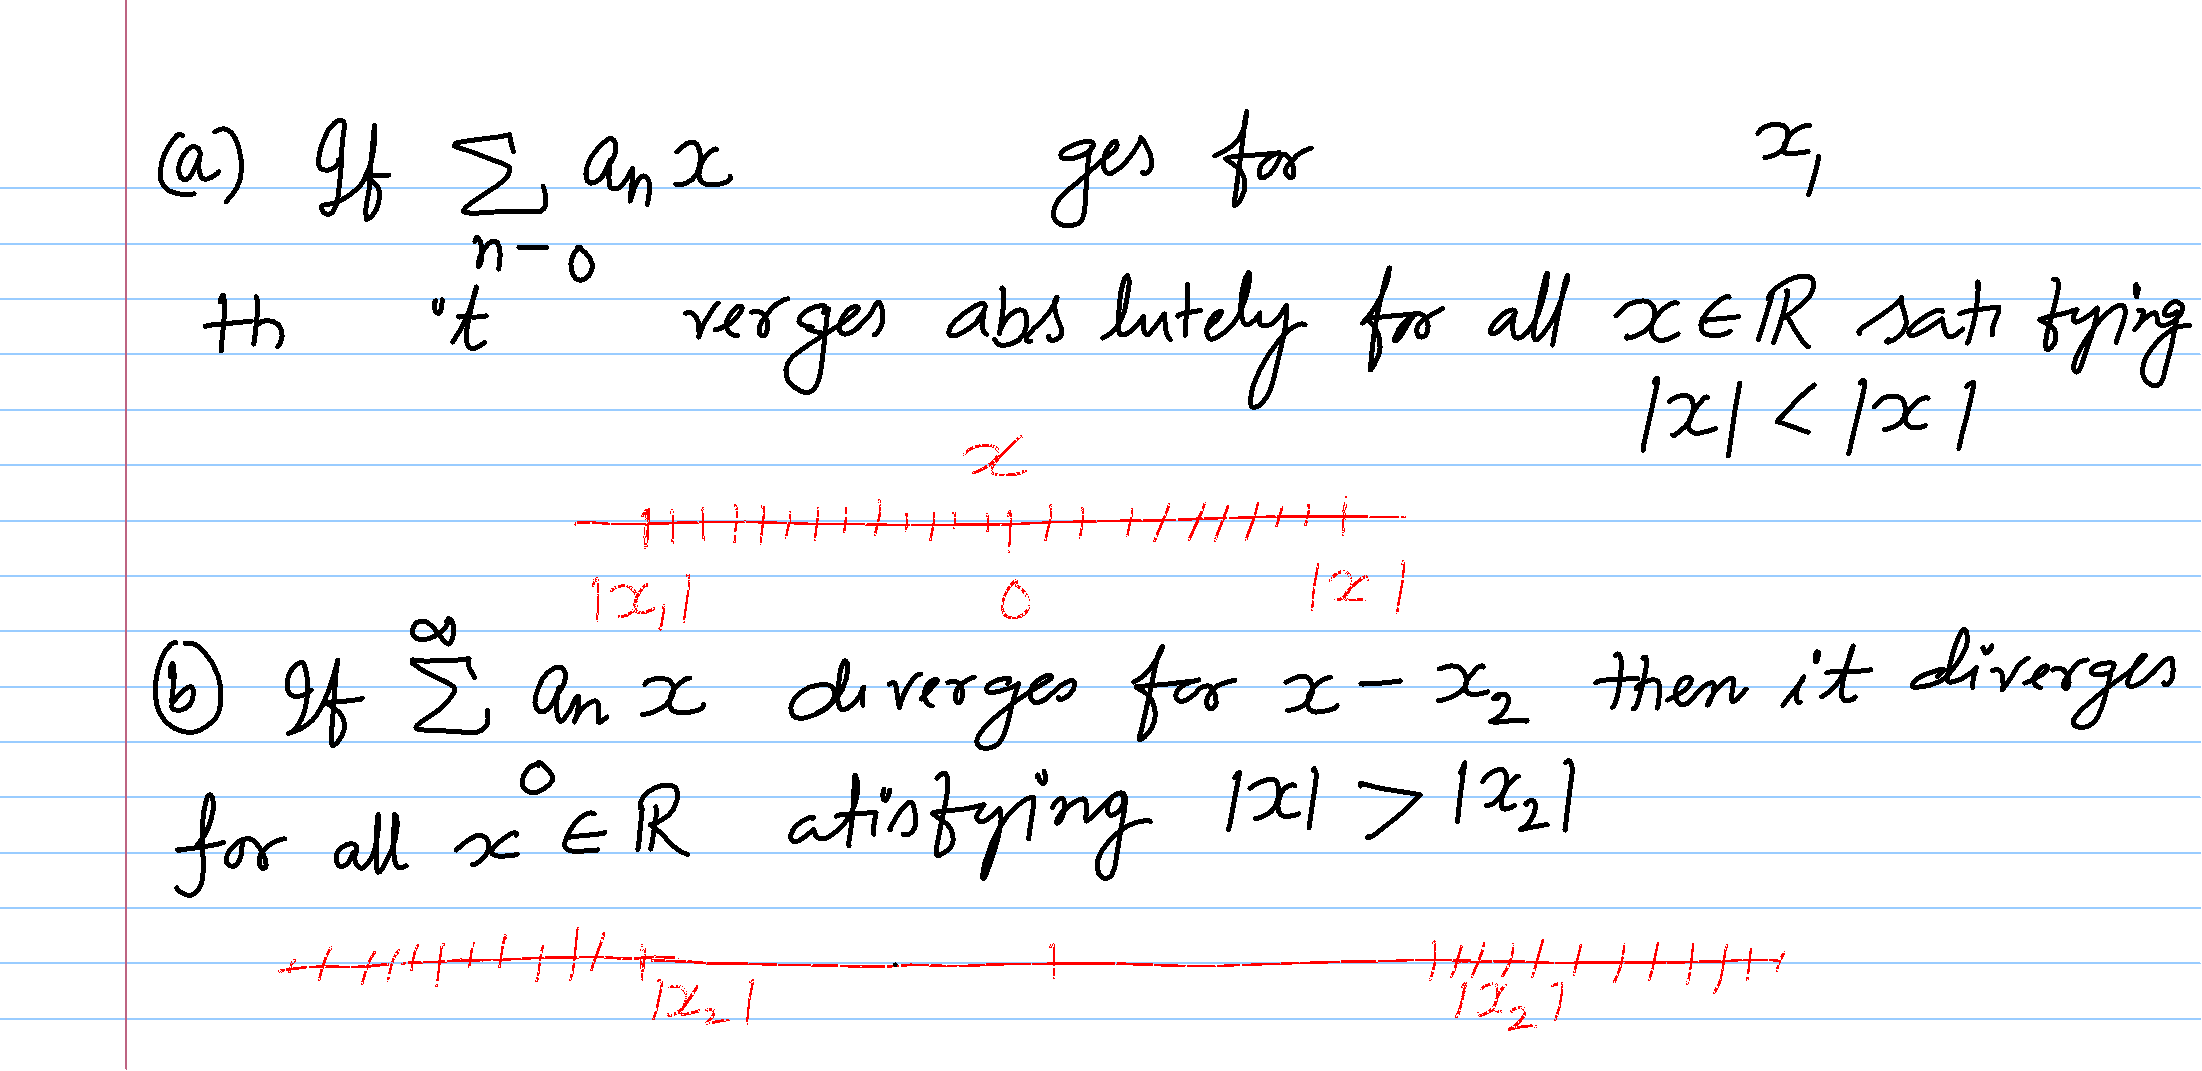 (a) If ∑ aₙ x ges for x₁
n - 0
th it verges abs lutely for all x ∈ ℝ sati fying
|x| < |x |
x
|x₁| 0 |x |
∞
(b) If ∑ aₙ x diverges for x - x₂ then it diverges
0
for all x ∈ ℝ atisfying |x| > |x₂|
|x₂| |x₂|